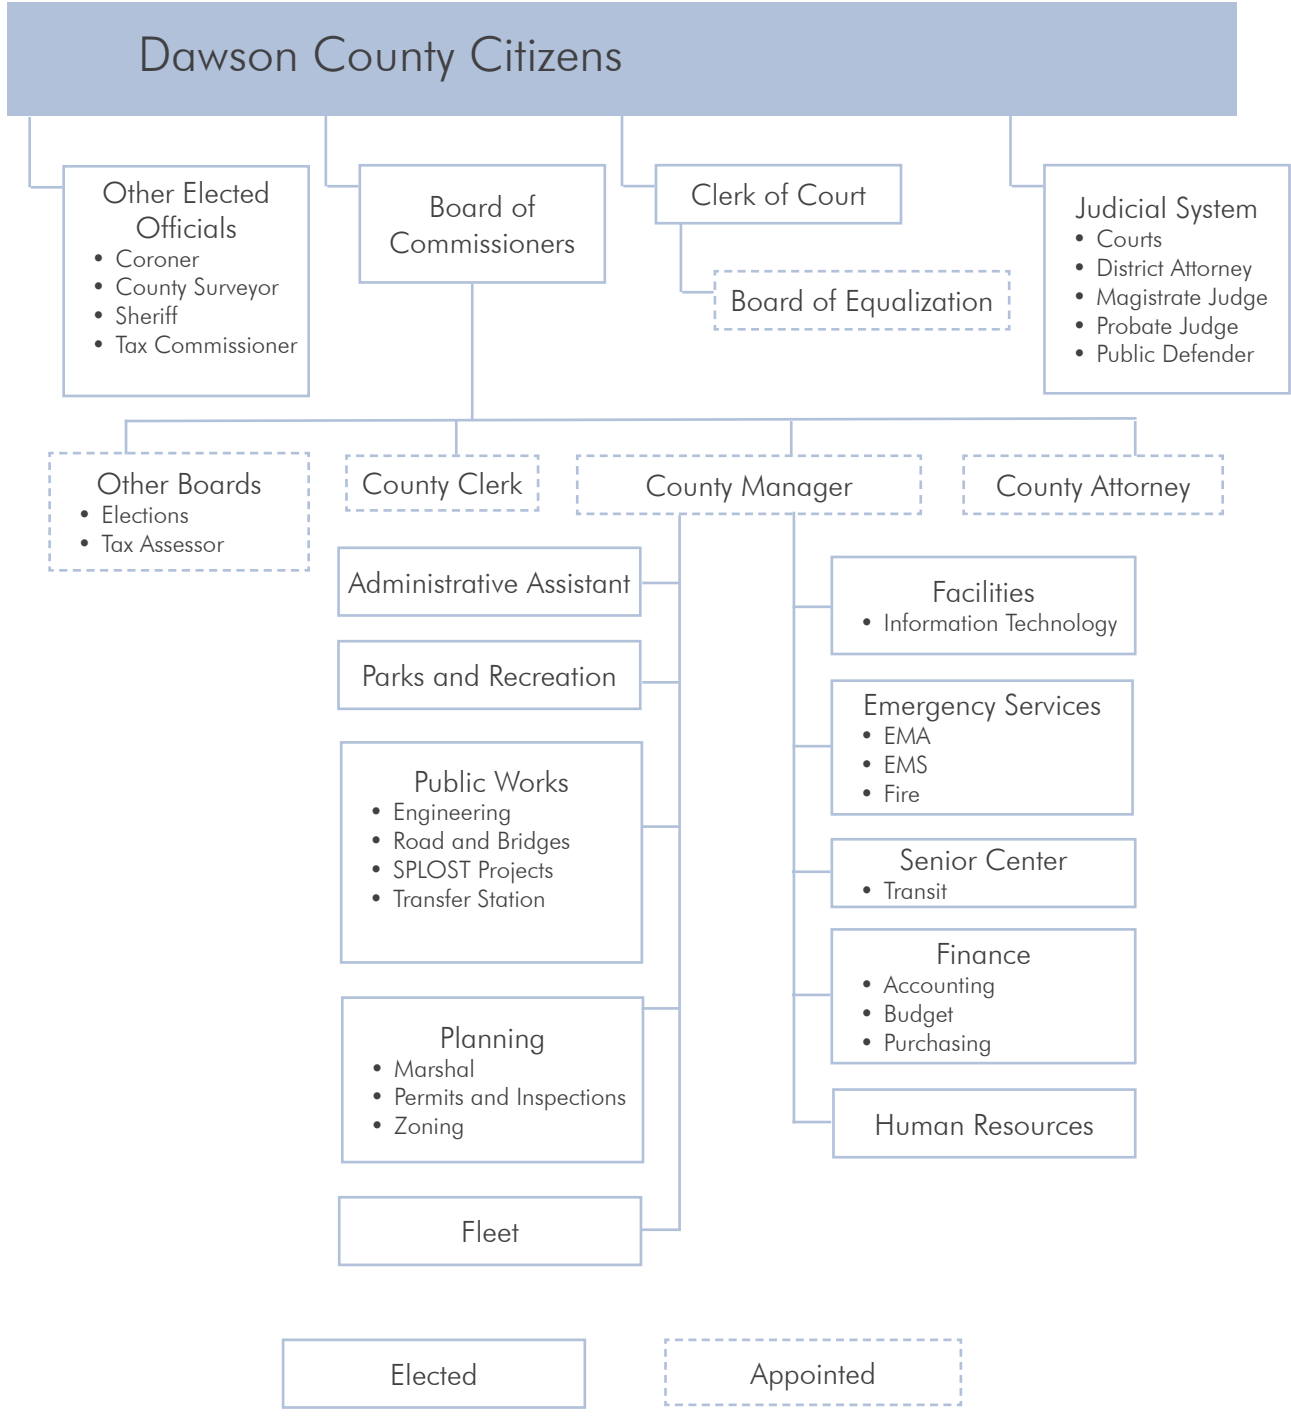 Dawson County Citizens
Other Elected
Officials
• Coroner
• County Surveyor
• Sheriff
• Tax Commissioner
Board of
Commissioners
Clerk of Court
Board of Equalization
Judicial System
• Courts
• District Attorney
• Magistrate Judge
• Probate Judge
• Public Defender
Other Boards
• Elections
• Tax Assessor
County Clerk
County Manager
County Attorney
Administrative Assistant
Parks and Recreation
Public Works
• Engineering
• Road and Bridges
• SPLOST Projects
• Transfer Station
Planning
• Marshal
• Permits and Inspections
• Zoning
Fleet
Facilities
• Information Technology
Emergency Services
• EMA
• EMS
• Fire
Senior Center
• Transit
Finance
• Accounting
• Budget
• Purchasing
Human Resources
Elected
Appointed